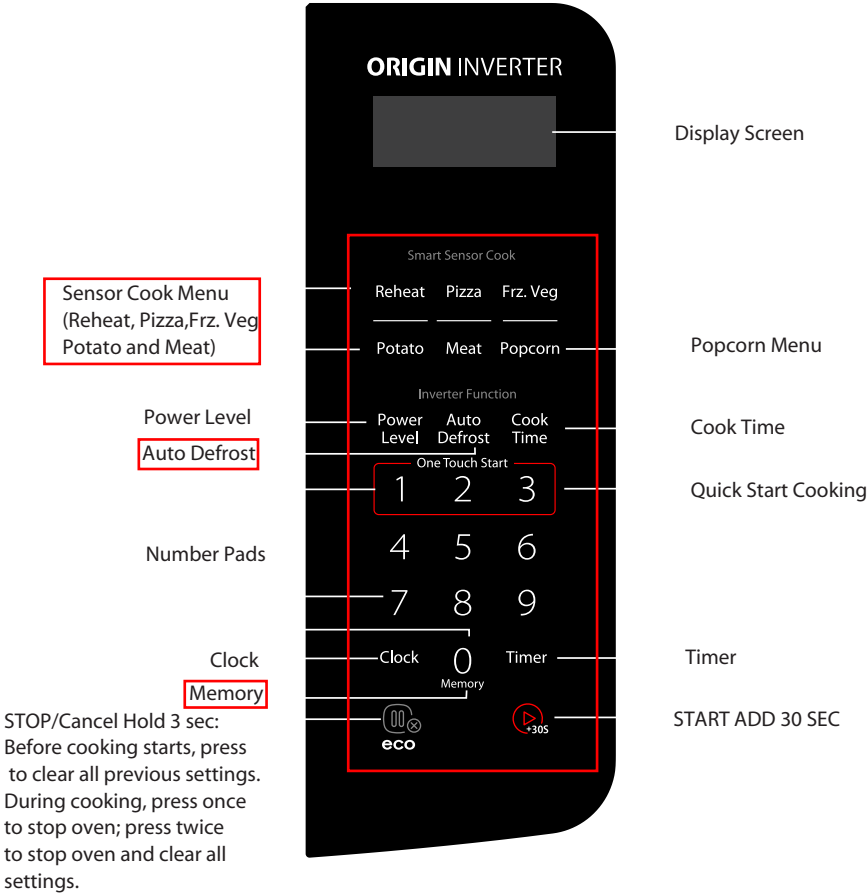 ORIGIN INVERTER
Display Screen
Smart Sensor Cook
Sensor Cook Menu
(Reheat, Pizza,Frz. Veg
Potato and Meat)
Reheat Pizza Frz. Veg
Potato Meat Popcorn
Popcorn Menu
Inverter Function
Power Level
Auto Defrost
Power Level
Auto Defrost
Cook Time
Cook Time
One Touch Start
1 2 3
Quick Start Cooking
4 5 6
Number Pads
7 8 9
Clock
Clock 0 Timer
Timer
Memory
Memory
STOP/Cancel Hold 3 sec:
Before cooking starts, press
to clear all previous settings.
During cooking, press once
to stop oven; press twice
to stop oven and clear all
settings.
eco
+30S
START ADD 30 SEC